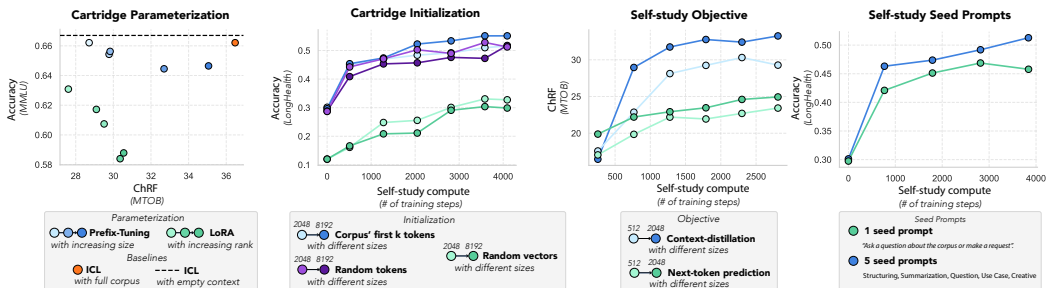 Cartridge Parameterization
Accuracy
(MMLU)
0.66
0.64
0.62
0.60
0.58
28
30
32
34
36
ChRF
(MTOB)
Parameterization
Prefix-Tuning
with increasing size
LoRA
with increasing rank
Baselines
ICL
with full corpus
ICL
with empty context
Cartridge Initialization
Accuracy
(LongHealth)
0.5
0.4
0.3
0.2
0.1
0
1000
2000
3000
4000
Self-study compute
(# of training steps)
Initialization
2048 8192
Corpus' first k tokens
with different sizes
2048 8192
Random vectors
with different sizes
2048 8192
Random tokens
with different sizes
Self-study Objective
ChRF
(MTOB)
30
25
20
500
1000
1500
2000
2500
Self-study compute
(# of training steps)
Objective
512 2048
Context-distillation
with different sizes
512 2048
Next-token prediction
with different sizes
Self-study Seed Prompts
Accuracy
(LongHealth)
0.50
0.45
0.40
0.35
0.30
0
1000
2000
3000
4000
Self-study compute
(# of training steps)
Seed Prompts
1 seed prompt
"Ask a question about the corpus or make a request".
5 seed prompts
Structuring, Summarization, Question, Use Case, Creative